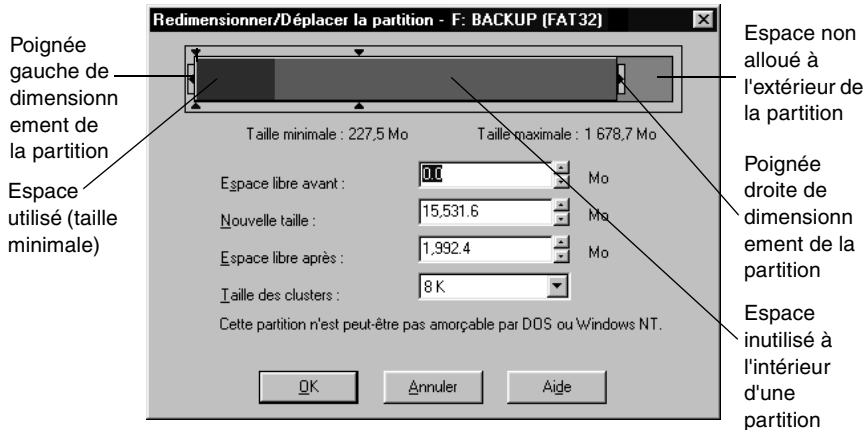 Redimensionner/Déplacer la partition - F: BACKUP (FAT32)
Poignée
gauche de
dimensionn
ement de
la partition
Espace
utilisé (taille
minimale)
Taille minimale : 227,5 Mo
Taille maximale : 1 678,7 Mo
Espace libre avant :
0.0
Mo
Nouvelle taille :
15,531.6
Mo
Espace libre après :
1,992.4
Mo
Taille des clusters :
8 K
Cette partition n'est peut-être pas amorçable par DOS ou Windows NT.
OK
Annuler
Aide
Espace non
alloué à
l'extérieur de
la partition
Poignée
droite de
dimensionn
ement de la
partition
Espace
inutilisé à
l'intérieur
d'une
partition